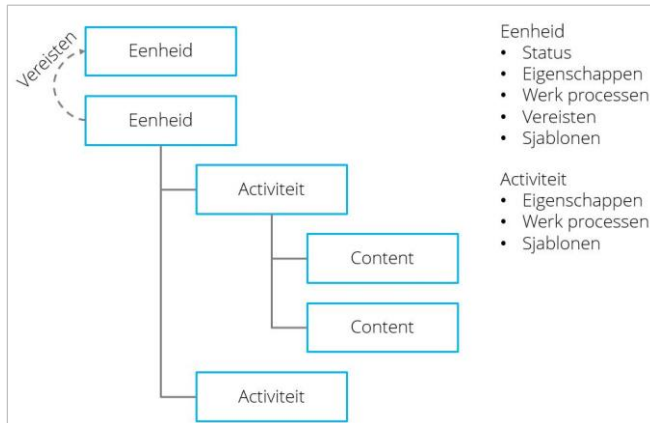 Vereisten
Eenheid
Eenheid
Activiteit
Content
Content
Activiteit
Eenheid
• Status
• Eigenschappen
• Werk processen
• Vereisten
• Sjablonen
Activiteit
• Eigenschappen
• Werk processen
• Sjablonen